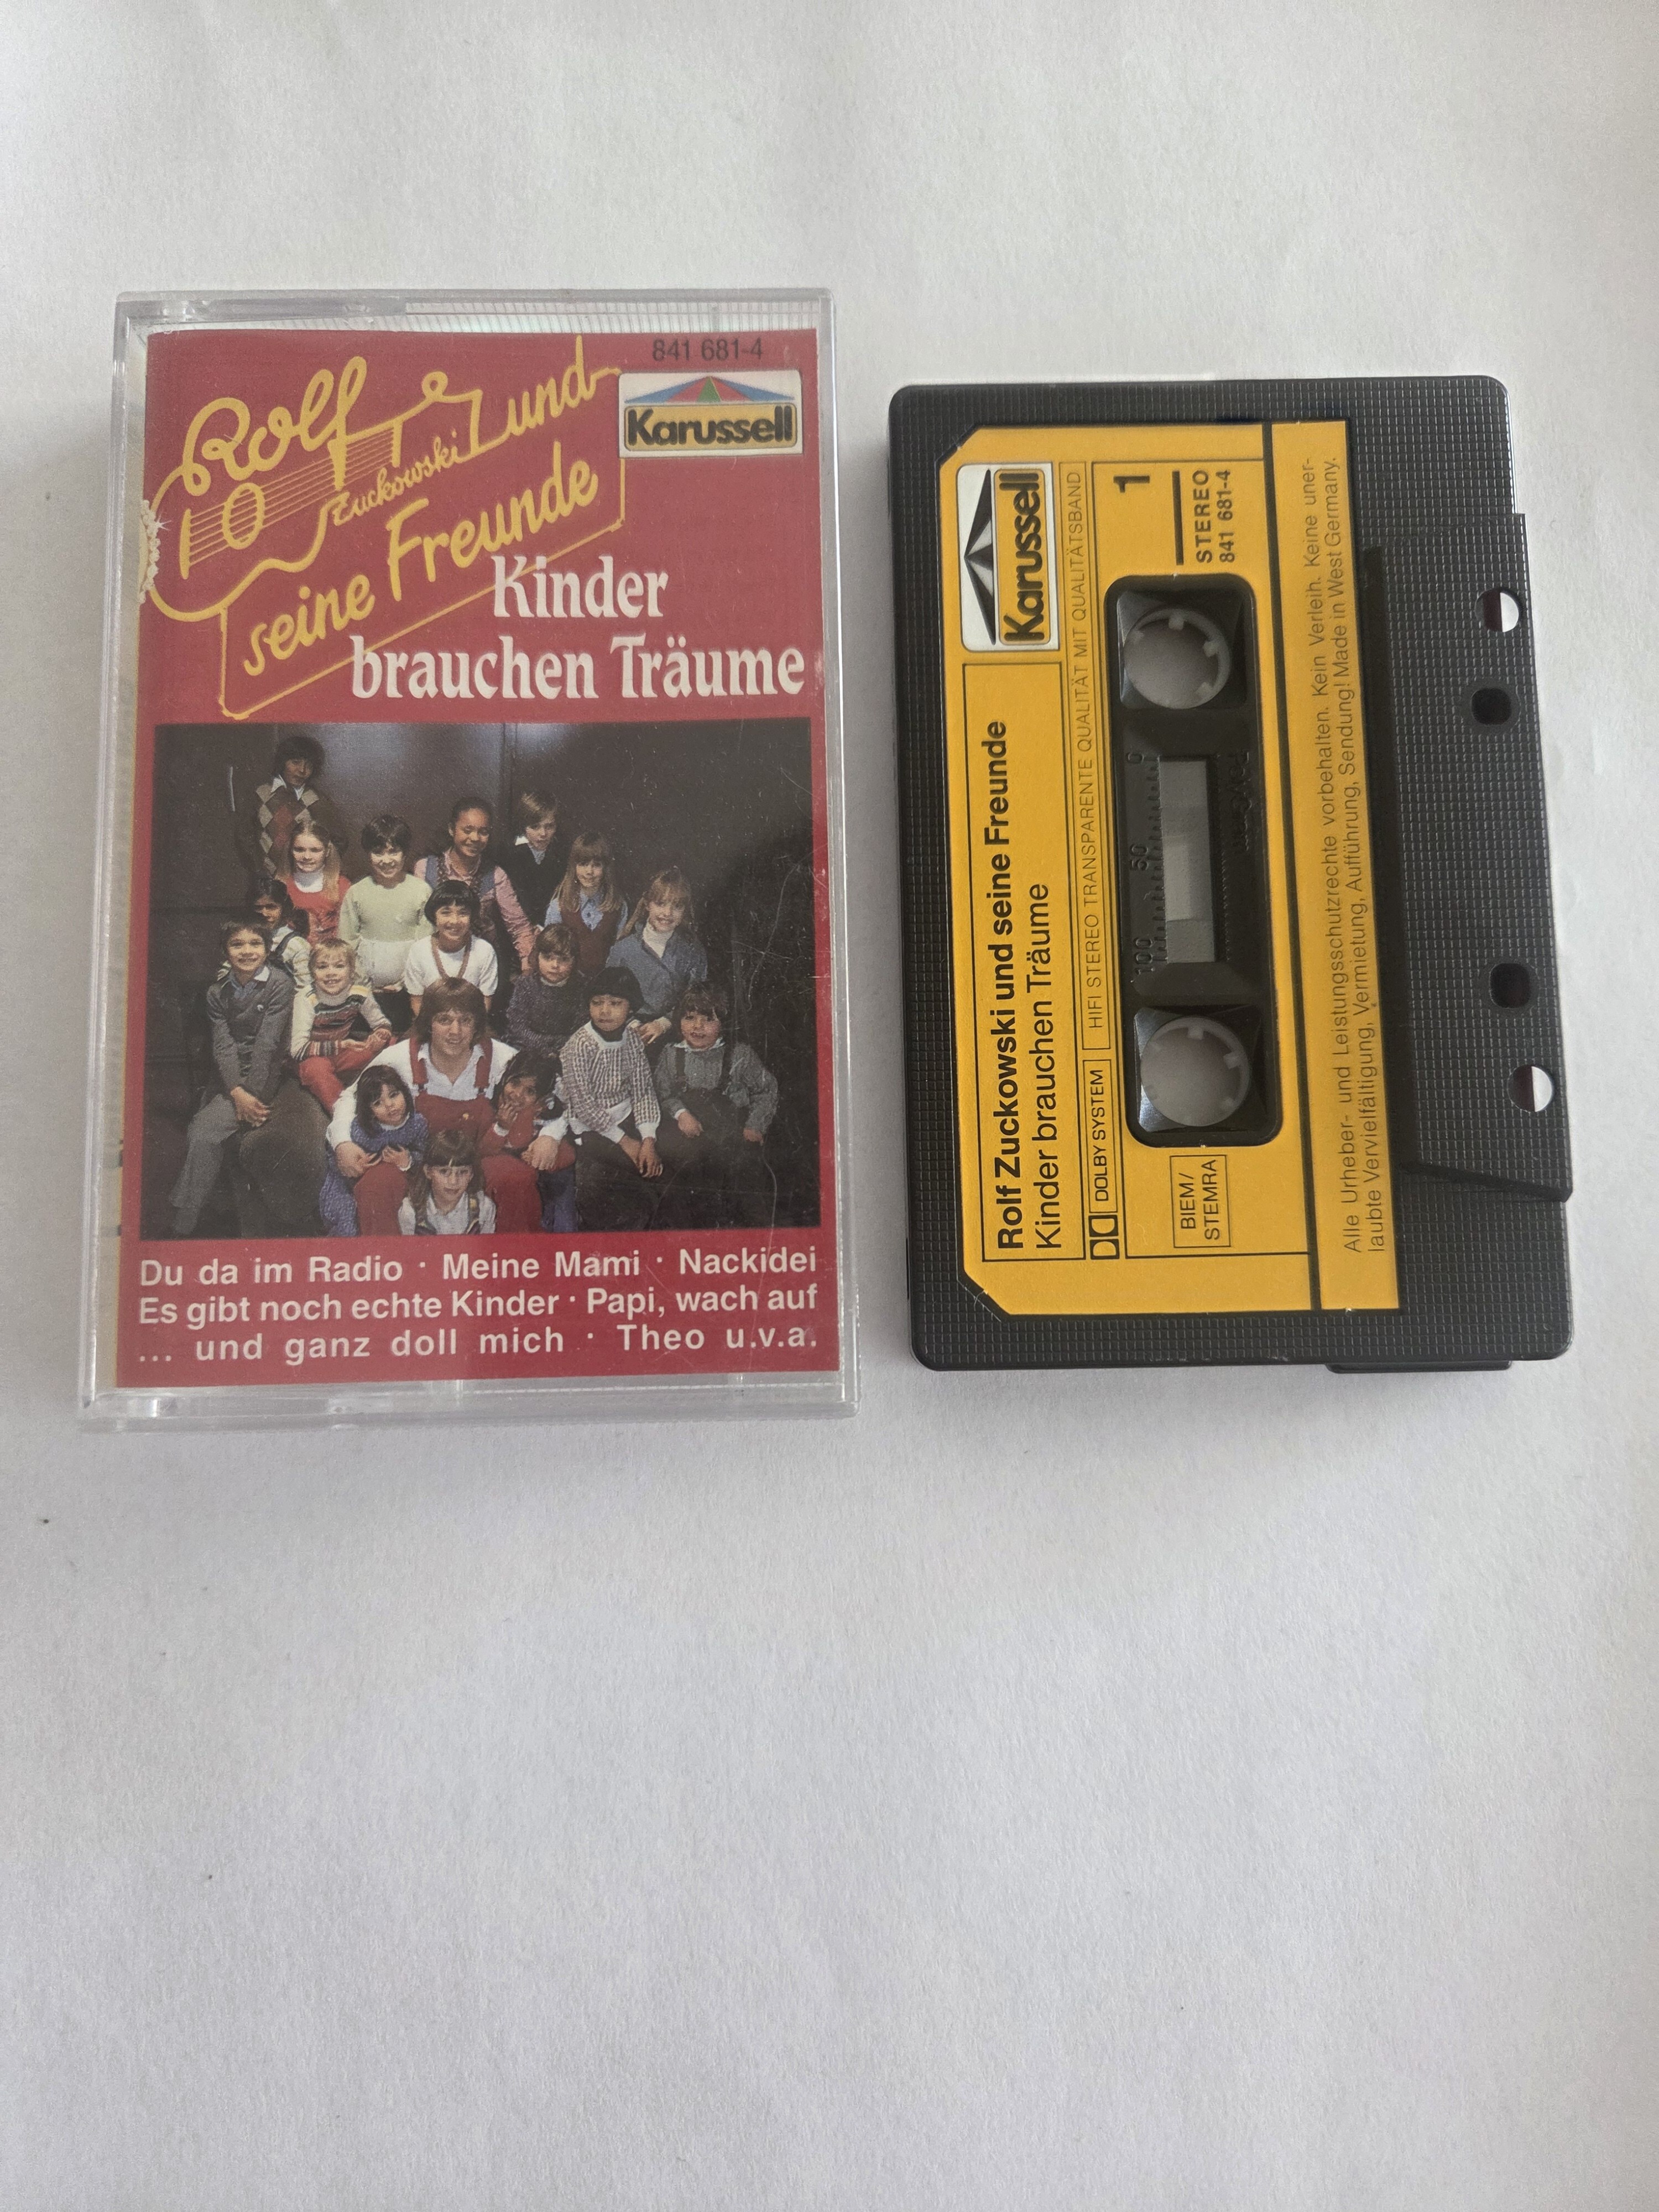 841 681-4
Karussell
Rolf
Zuckowski und
seine Freunde
Kinder
brauchen Träume
Du da im Radio · Meine Mami · Nackidei
Es gibt noch echte Kinder · Papi, wach auf
... und ganz doll mich · Theo u.v.a.
Karussell
Rolf Zuckowski und seine Freunde
Kinder brauchen Träume
DOLBY SYSTEM
HIFI STEREO TRANSPARENTE QUALITÄT MIT QUALITÄTSBAND
1
STEREO
841 681-4
BIEM/
STEMRA
100 50 0
Alle Urheber- und Leistungsschutzrechte vorbehalten. Kein Verleih. Keine uner-
laubte Vervielfältigung, Vermietung, Aufführung, Sendung! Made in West Germany.